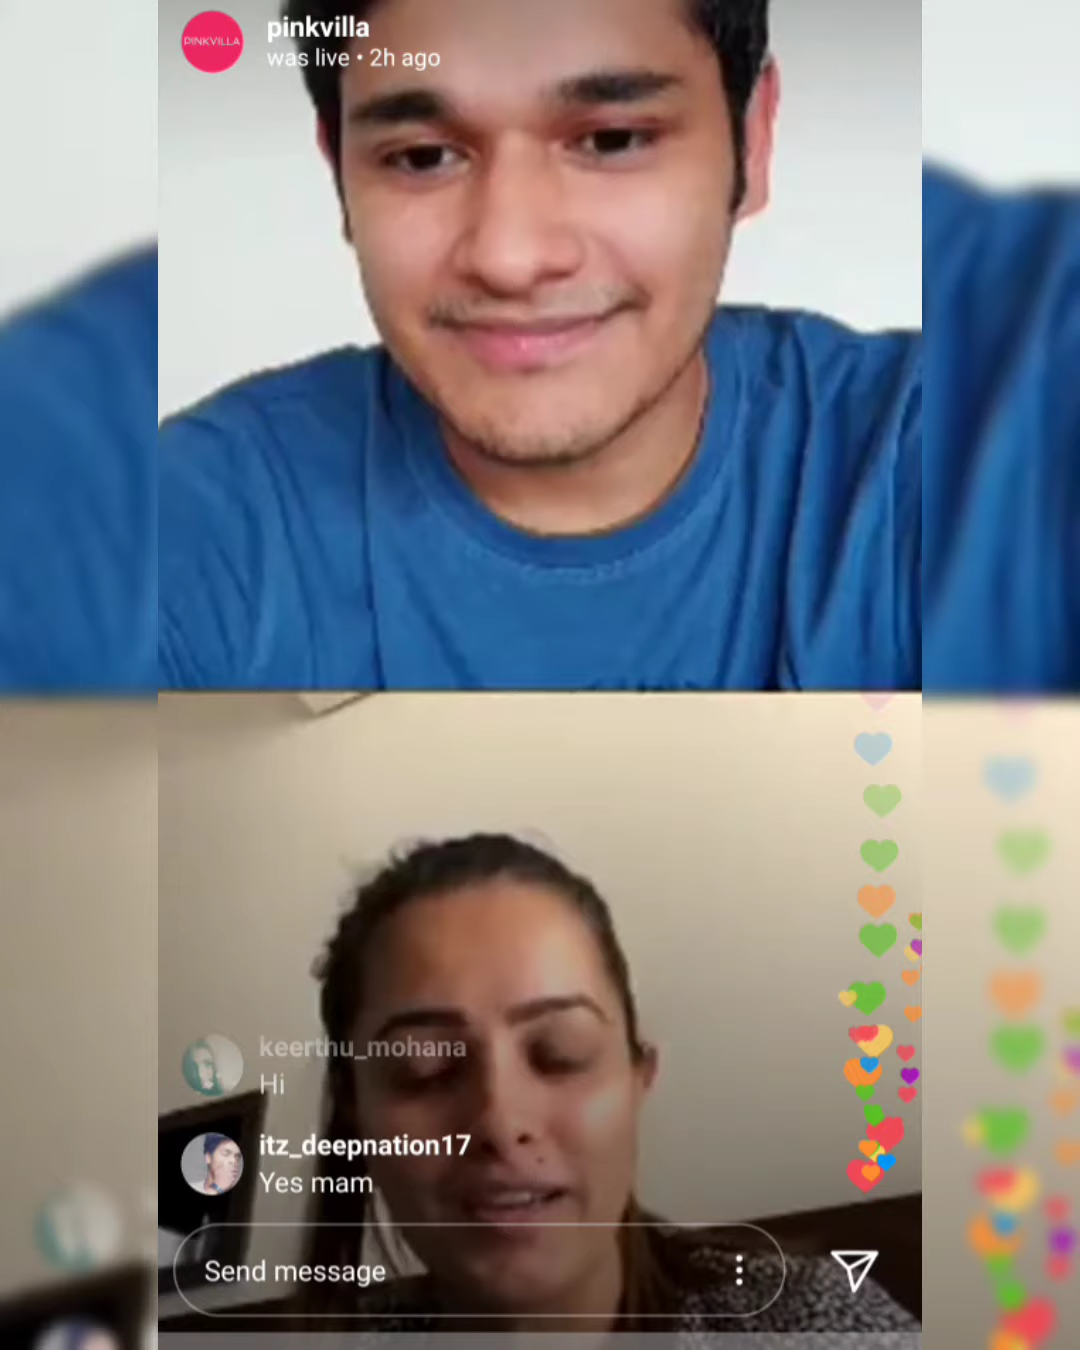 PINKVILLA
pinkvilla
was live • 2h ago
keerthu_mohana
Hi
itz_deepnation17
Yes mam
Send message